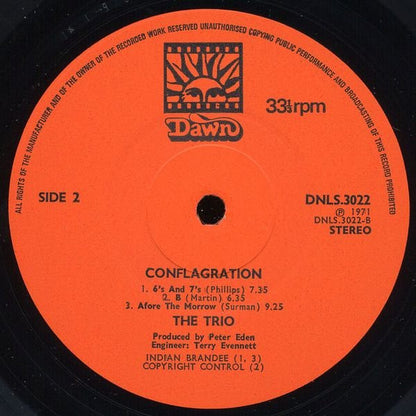 ALL RIGHTS OF THE MANUFACTURER AND OF THE OWNER OF THE RECORDED WORK RESERVED UNAUTHORISED COPYING PUBLIC PERFORMANCE AND BROADCASTING OF THIS RECORD PROHIBITED
Dawn
33⅓rpm
SIDE 2
DNLS.3022
Ⓟ 1971
DNLS.3022-B
STEREO
CONFLAGRATION
1. 6's And 7's (Phillips) 7.35
2. B (Martin) 6.35
3. Afore The Morrow (Surman) 9.25
THE TRIO
Produced by Peter Eden
Engineer: Terry Evennett
INDIAN BRANDEE (1, 3)
COPYRIGHT CONTROL (2)